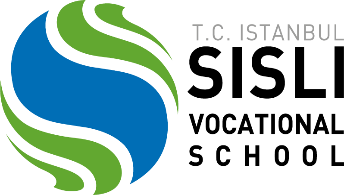 T.C. ISTANBUL
SISLI
VOCATIONAL
SCHOOL